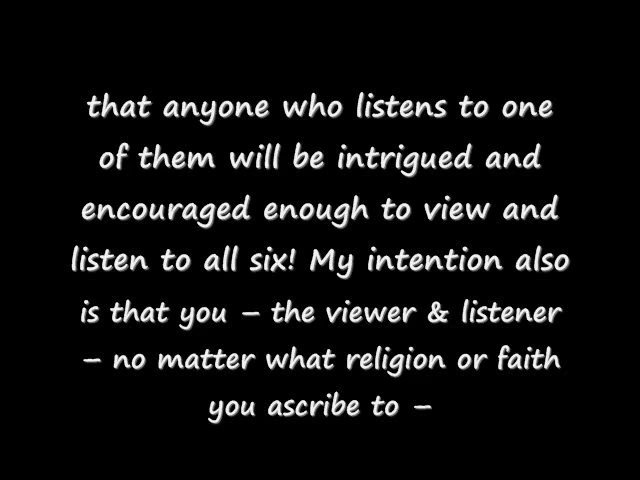 that anyone who listens to one
of them will be intrigued and
encouraged enough to view and
listen to all six! My intention also
is that you – the viewer & listener
– no matter what religion or faith
you ascribe to –